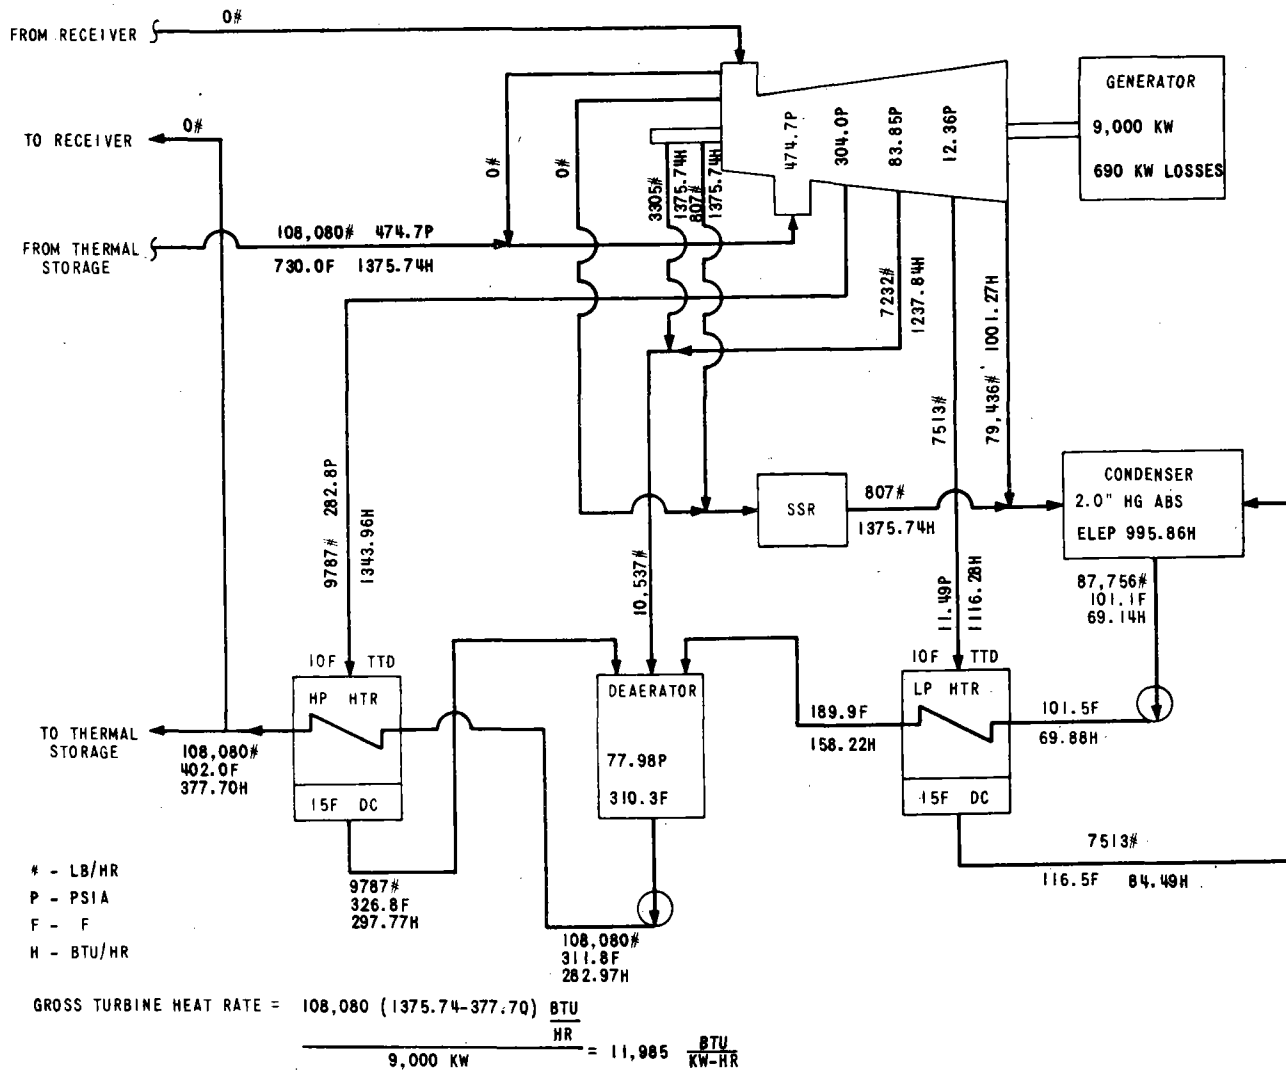 FROM RECEIVER
0#
TO RECEIVER
0#
FROM THERMAL
STORAGE
108,080# 474.7P
730.0F 1375.74H
0#
0#
3305#
1375.74H
807#
1375.74H
474.7P
304.0P
83.85P
12.36P
GENERATOR
9,000 KW
690 KW LOSSES
7232#
1237.84H
79,436# 1001.27H
7513#
9787# 282.8P
1343.96H
10,537#
SSR
807#
1375.74H
CONDENSER
2.0" HG ABS
ELEP 995.86H
87,756#
101.1F
69.14H
11.49P
1116.28H
10F TTD
HP HTR
15F DC
DEAERATOR
77.98P
310.3F
10F TTD
LP HTR
15F DC
189.9F
158.22H
101.5F
69.88H
TO THERMAL
STORAGE
108,080#
402.0F
377.70H
9787#
326.8F
297.77H
108,080#
311.8F
282.97H
7513#
116.5F 84.49H
# - LB/HR
P - PSIA
F - F
H - BTU/HR
GROSS TURBINE HEAT RATE = 108,080 (1375.74-377.70) BTU
HR
9,000 KW
= 11,985 BTU
KW-HR